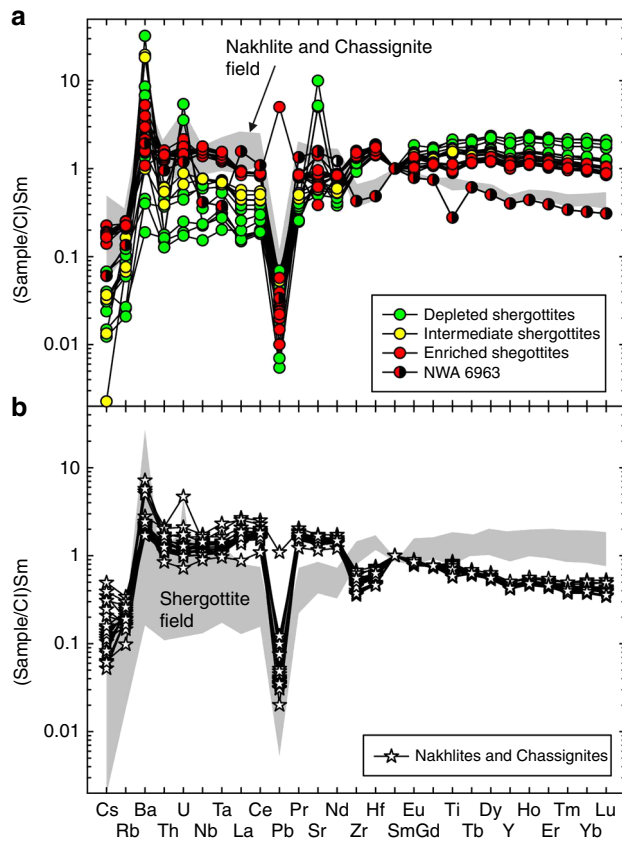 a
10
1
0.1
0.01
(Sample/CI)Sm
Nakhlite and Chassignite
field
Depleted shergottites
Intermediate shergottites
Enriched shegottites
NWA 6963
b
10
1
0.1
0.01
(Sample/CI)Sm
Shergottite
field
Nakhlites and Chassignites
Cs Ba U Ta Ce Pr Nd Hf Eu Ti Dy Ho Tm Lu
Rb Th Nb La Pb Sr Zr SmGd Tb Y Er Yb